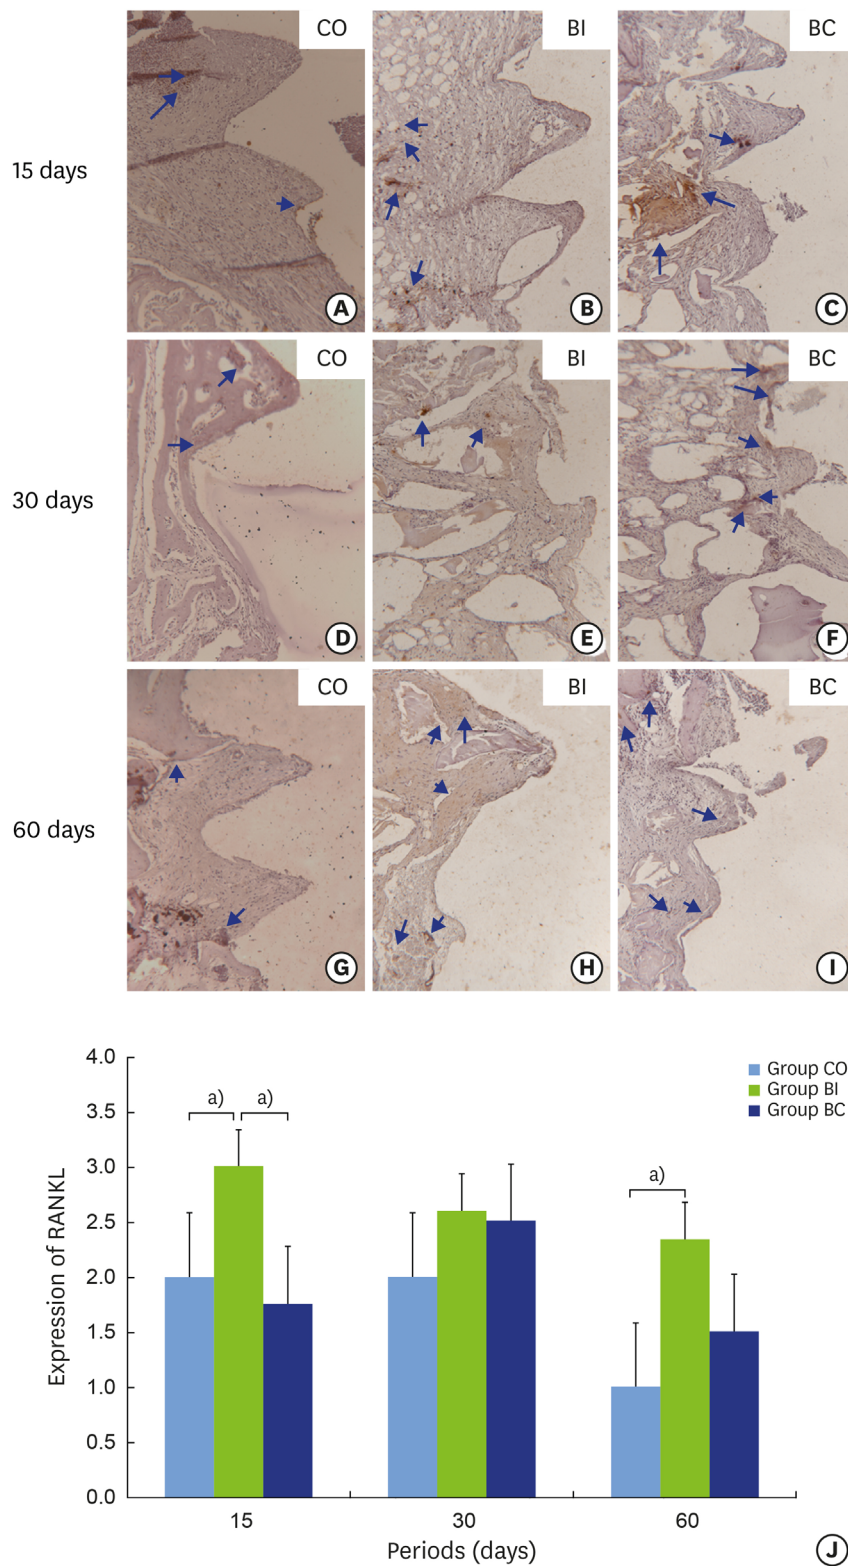 CO BI BC
15 days
A B C
CO BI BC
30 days
D E F
CO BI BC
60 days
G H I
4.0
3.5
3.0
2.5
2.0
1.5
1.0
0.5
0.0
Expression of RANKL
Group CO
Group BI
Group BC
a) a)
a)
15 30 60
Periods (days)
J